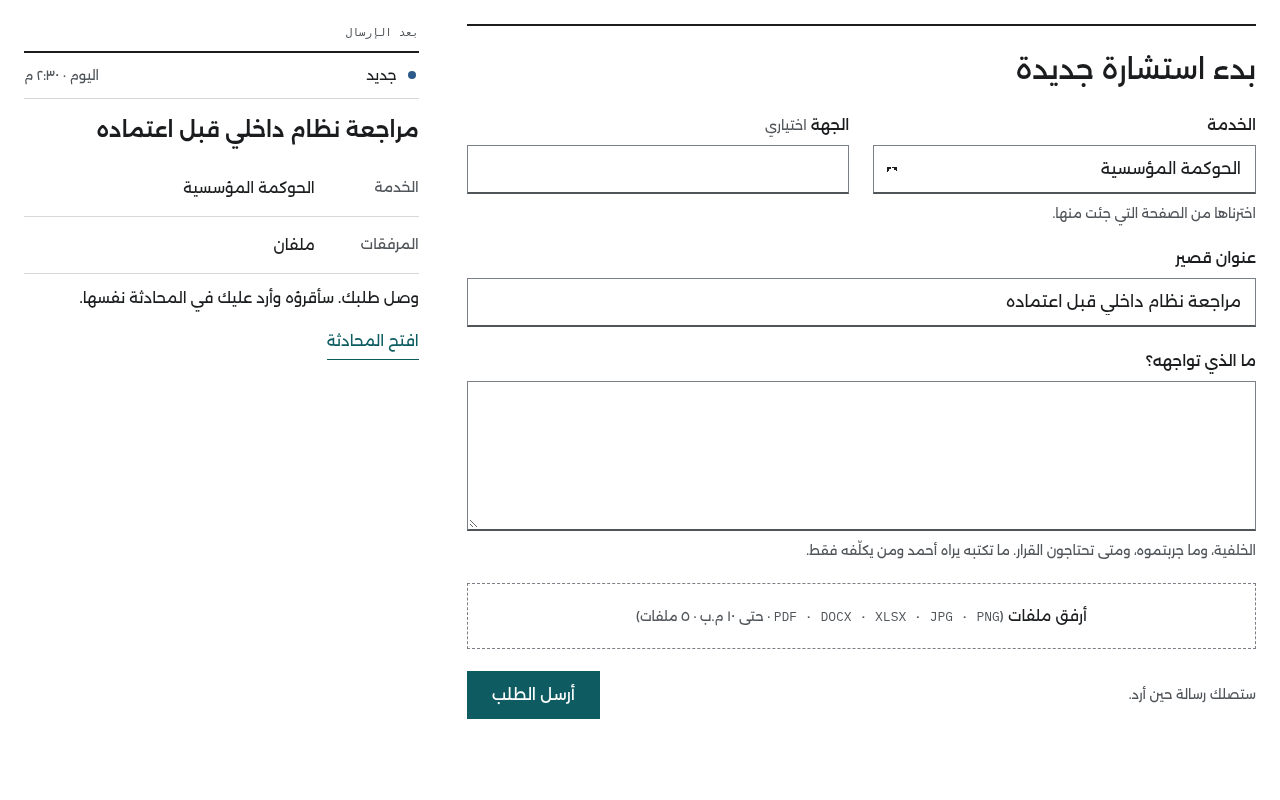 بدء استشارة جديدة
الخدمة
الجهة اختياري
الحوكمة المؤسسية
اخترناها من الصفحة التي جئت منها.
عنوان قصير
مراجعة نظام داخلي قبل اعتماده
ما الذي تواجهه؟
الخلفية، وما جربتموه، ومتى تحتاجون القرار. ما تكتبه يراه أحمد ومن يكلّفه فقط.
أرفق ملفات (PDF · DOCX · XLSX · JPG · PNG · حتى ١٠ م.ب · ٥ ملفات)
ستصلك رسالة حين أرد.
أرسل الطلب
بعد الإرسال
جديد
اليوم · ٢:٣٠ م
مراجعة نظام داخلي قبل اعتماده
الخدمة
الحوكمة المؤسسية
المرفقات
ملفان
وصل طلبك. سأقرؤه وأرد عليك في المحادثة نفسها.
افتح المحادثة